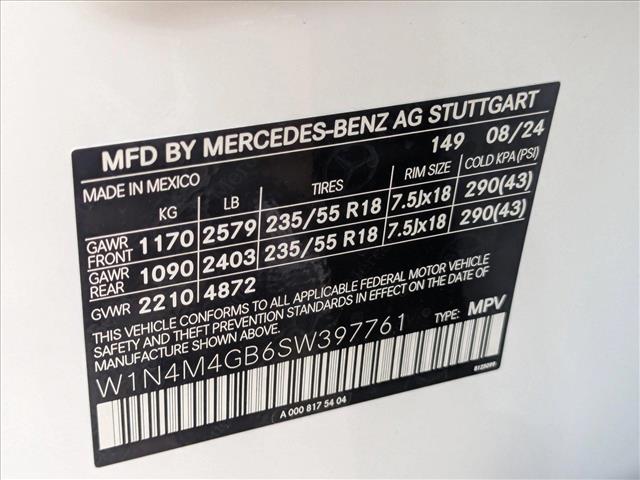 MFD BY MERCEDES-BENZ AG STUTTGART
149 08/24
MADE IN MEXICO
KG LB TIRES RIM SIZE COLD KPA(PSI)
GAWR FRONT 1170 2579 235/55 R18 7.5Jx18 290(43)
GAWR REAR 1090 2403 235/55 R18 7.5Jx18 290(43)
GVWR 2210 4872
THIS VEHICLE CONFORMS TO ALL APPLICABLE FEDERAL MOTOR VEHICLE
SAFETY AND THEFT PREVENTION STANDARDS IN EFFECT ON THE DATE OF
MANUFACTURE SHOWN ABOVE.
TYPE: MPV
W1N4M4GB6SW397761
A 000 817 54 04